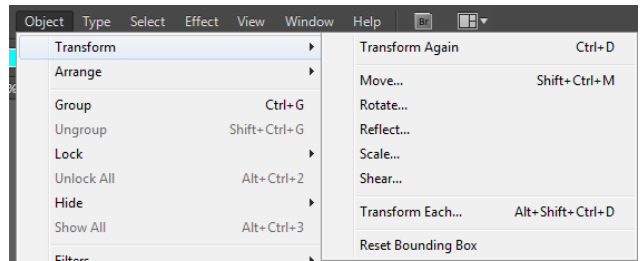 Object Type Select Effect View Window Help Br
Transform
Arrange
Group Ctrl+G
Ungroup Shift+Ctrl+G
Lock
Unlock All Alt+Ctrl+2
Hide
Show All Alt+Ctrl+3
Filters
Transform Again Ctrl+D
Move... Shift+Ctrl+M
Rotate...
Reflect...
Scale...
Shear...
Transform Each... Alt+Shift+Ctrl+D
Reset Bounding Box